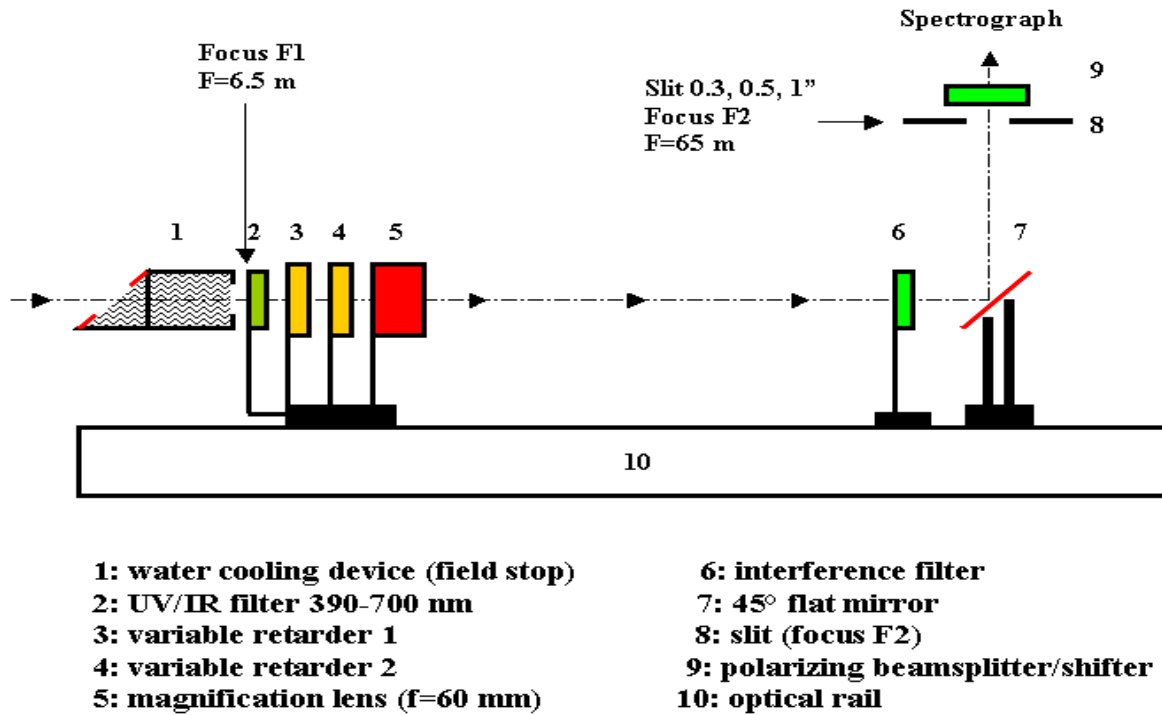 Spectrograph
Focus F1
F=6.5 m
Slit 0.3, 0.5, 1”
Focus F2
F=65 m
9
8
1
2
3
4
5
6
7
10
1: water cooling device (field stop)
2: UV/IR filter 390-700 nm
3: variable retarder 1
4: variable retarder 2
5: magnification lens (f=60 mm)
6: interference filter
7: 45° flat mirror
8: slit (focus F2)
9: polarizing beamsplitter/shifter
10: optical rail